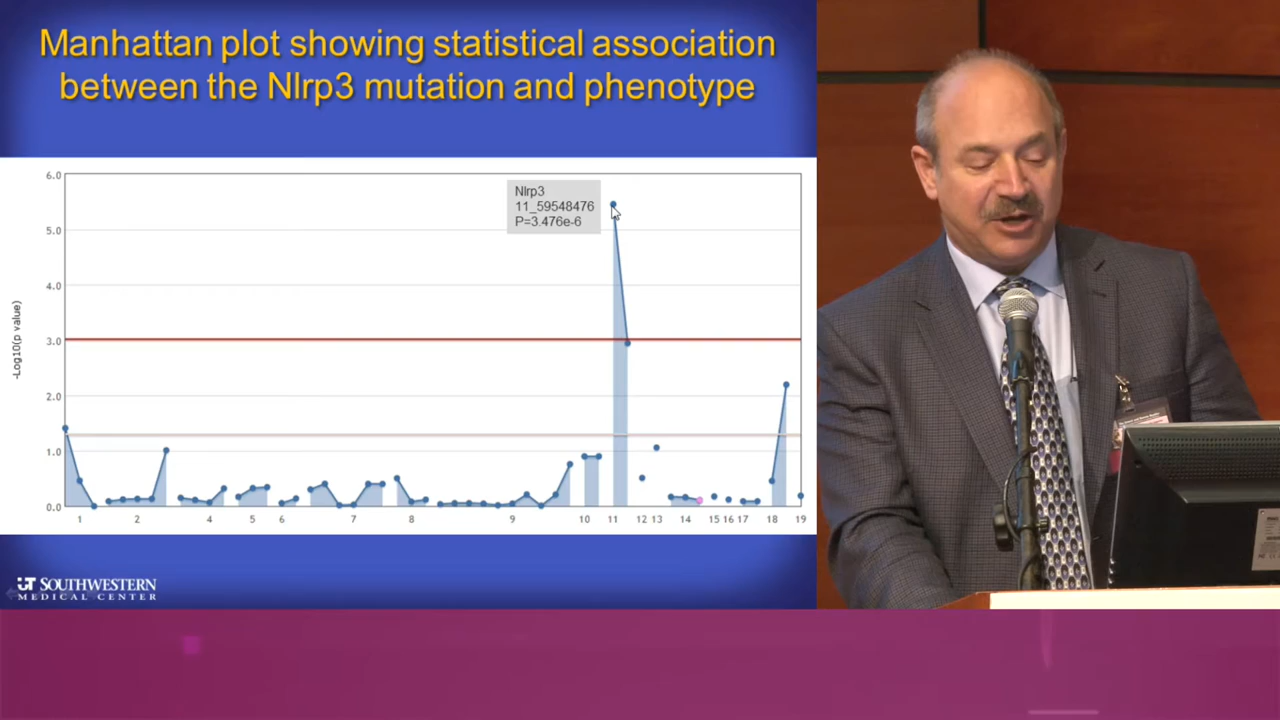 Manhattan plot showing statistical association
between the Nlrp3 mutation and phenotype
6.0
5.0
4.0
3.0
2.0
1.0
0.0
-Log10(p value)
Nlrp3
11_59548476
P=3.476e-6
1 2 4 5 6 7 8 9 10 11 12 13 14 15 16 17 18 19
UT SOUTHWESTERN
MEDICAL CENTER